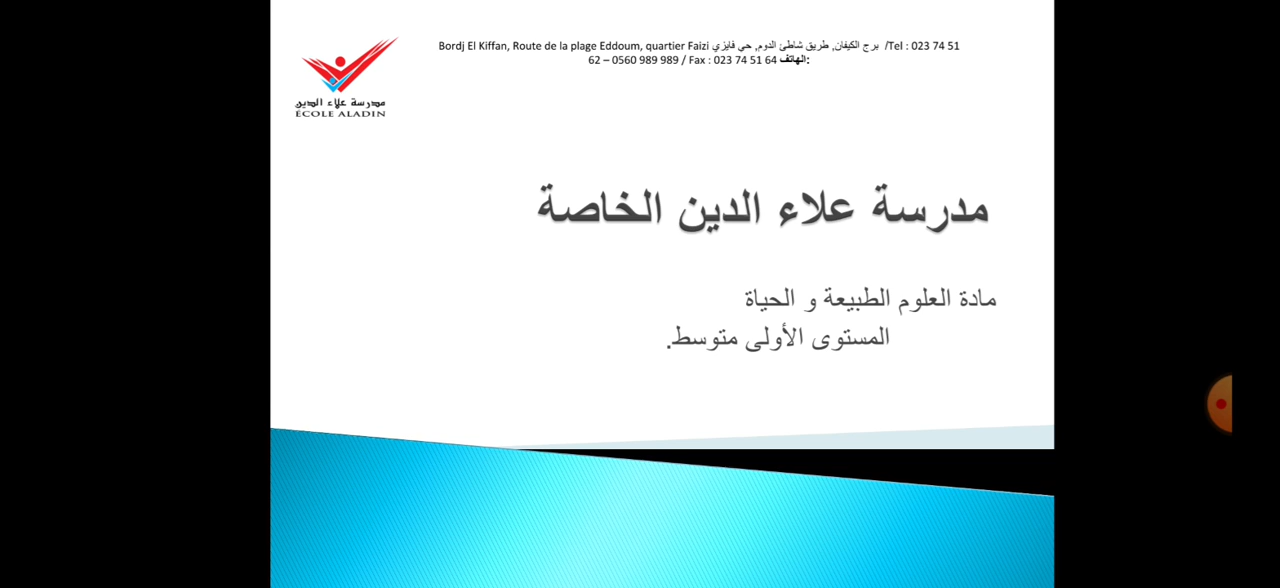 مدرسة علاء الدين
ÉCOLE ALADIN
Bordj El Kiffan, Route de la plage Eddoum, quartier Faizi برج الكيفان, طريق شاطئ الدوم, حي فايزي /Tel : 023 74 51
62 – 0560 989 989 / Fax : 023 74 51 64 الهاتف:
مدرسة علاء الدين الخاصة
مادة العلوم الطبيعة و الحياة
المستوى الأولى متوسط.